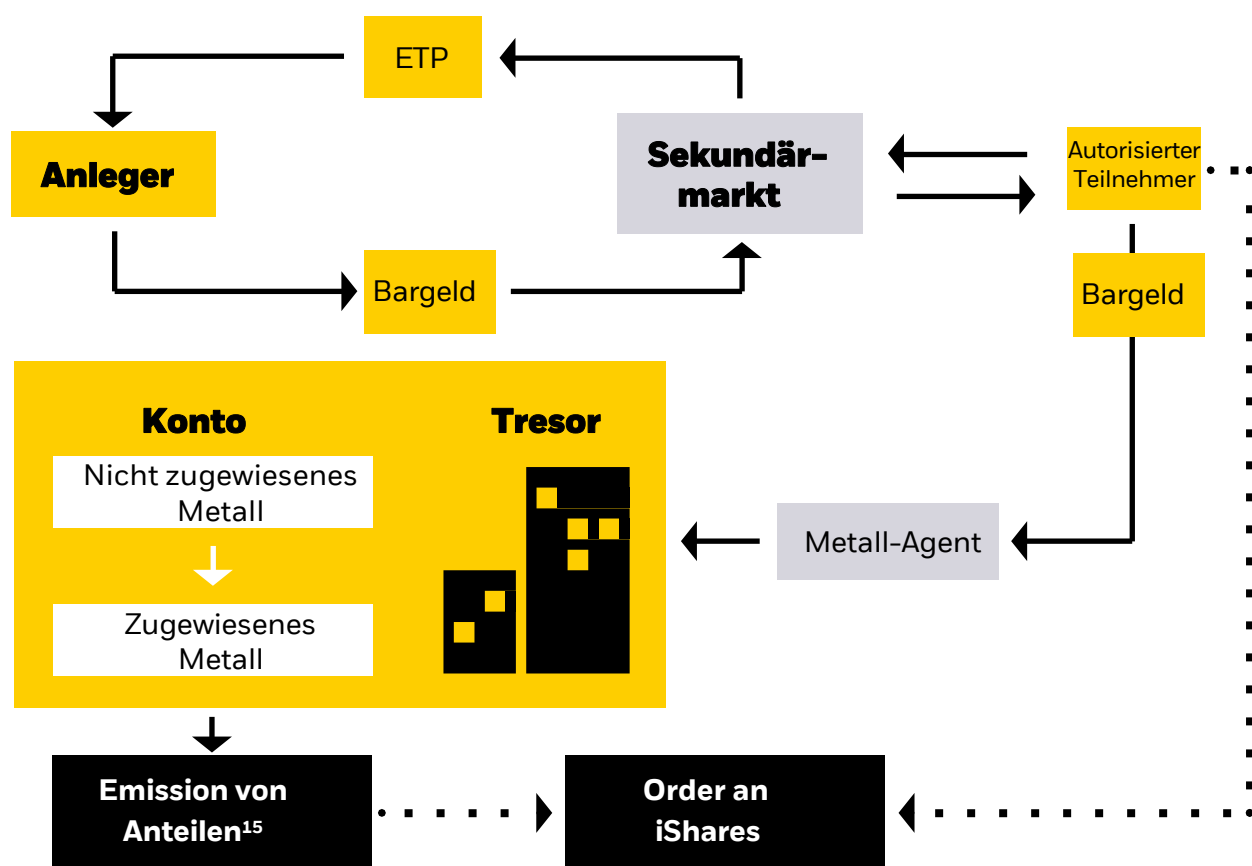 ETP
Anleger
Sekundär-
markt
Autorisierter
Teilnehmer
Bargeld
Bargeld
Konto
Tresor
Nicht zugewiesenes
Metall
Metall-Agent
Zugewiesenes
Metall
Emission von
Anteilen¹⁵
Order an
iShares